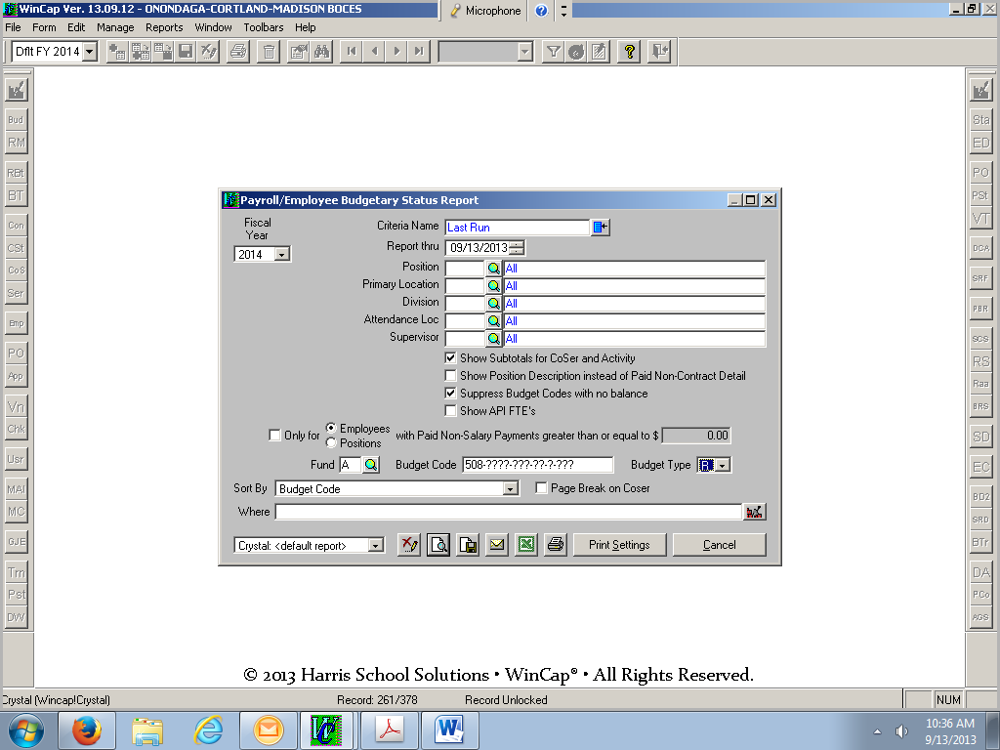 WinCap Ver. 13.09.12 - ONONDAGA-CORTLAND-MADISON BOCES
Microphone
File Form Edit Manage Reports Window Toolbars Help
Dflt FY 2014
Bud
RM
RBt
BT
Con
CSt
CoS
Ser
Emp
PO
App
Vn
Chk
Usr
MAI
MC
GJE
Trn
Pst
DVV
Payroll/Employee Budgetary Status Report
Fiscal
Year
2014
Criteria Name Last Run
Report thru 09/13/2013
Position All
Primary Location All
Division All
Attendance Loc All
Supervisor All
Show Subtotals for CoSer and Activity
Show Position Description instead of Paid Non-Contract Detail
Suppress Budget Codes with no balance
Show API FTE's
Only for Employees
Positions
with Paid Non-Salary Payments greater than or equal to $ 0.00
Fund A Budget Code 508-????-???-??-?-??? Budget Type R
Sort By Budget Code Page Break on Coser
Where
Crystal: <default report> Print Settings Cancel
Sta
ED
PO
PSt
VT
DCA
SRF
PBR
SCS
RS
Raa
BRS
SD
EC
BD2
SRD
BTr
DA
PCo
AGS
© 2013 Harris School Solutions • WinCap® • All Rights Reserved.
Crystal (Wincap!Crystal) Record: 261/378 Record Unlocked NUM
10:36 AM
9/13/2013